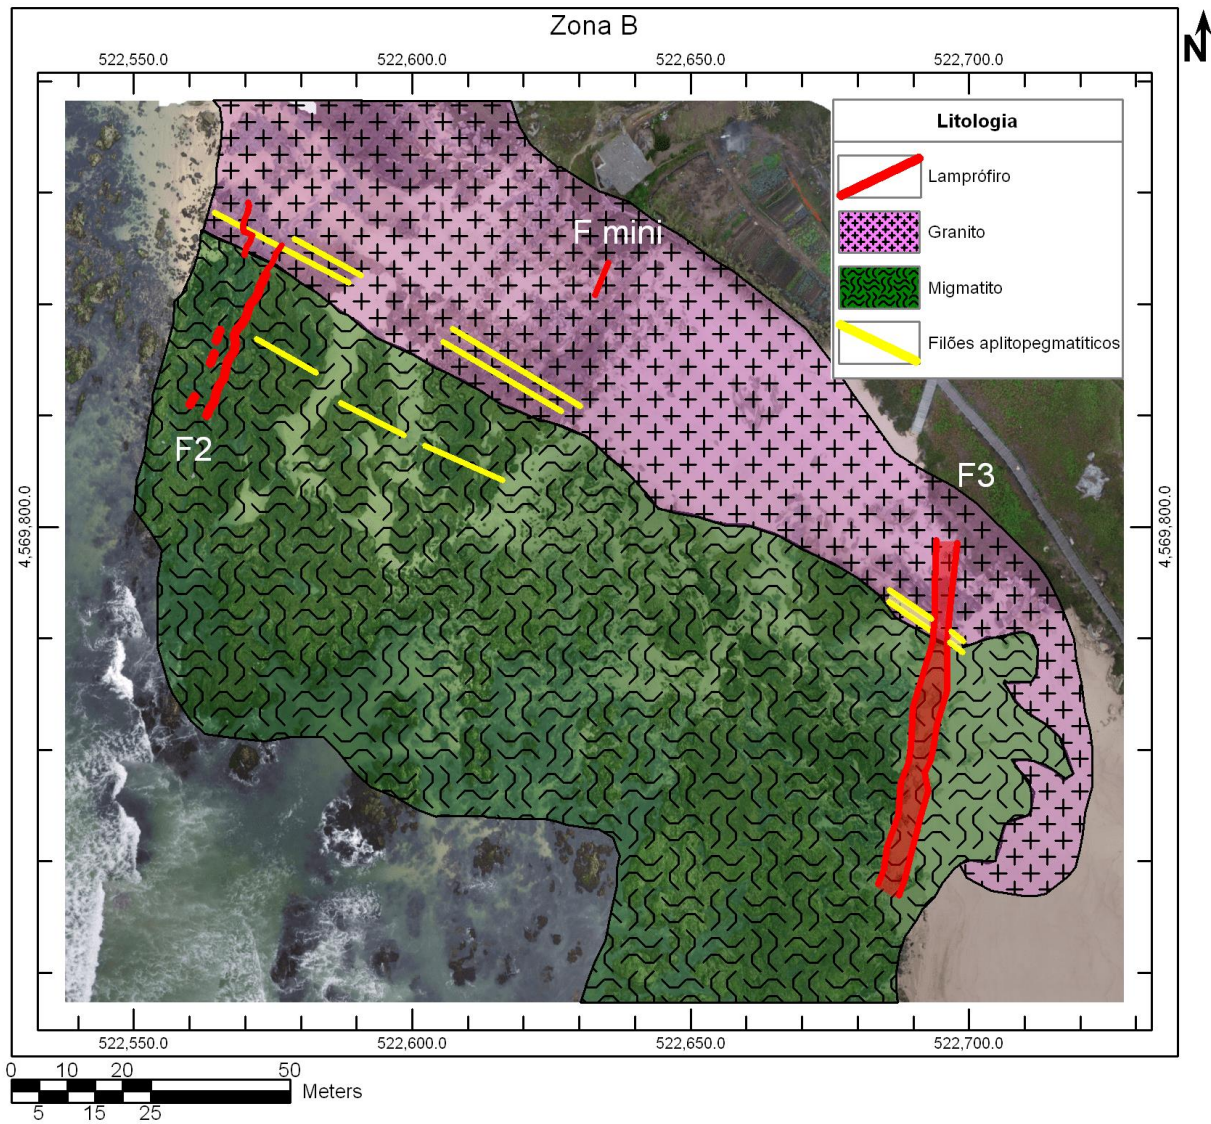 Zona B
N
522,550.0 522,600.0 522,650.0 522,700.0
Litologia
Lamprófiro
Granito
Migmatito
Filões aplitopegmatíticos
F mini
F2
F3
4,569,800.0
4,569,800.0
522,550.0 522,600.0 522,650.0 522,700.0
0 10 20 50
Meters
5 15 25